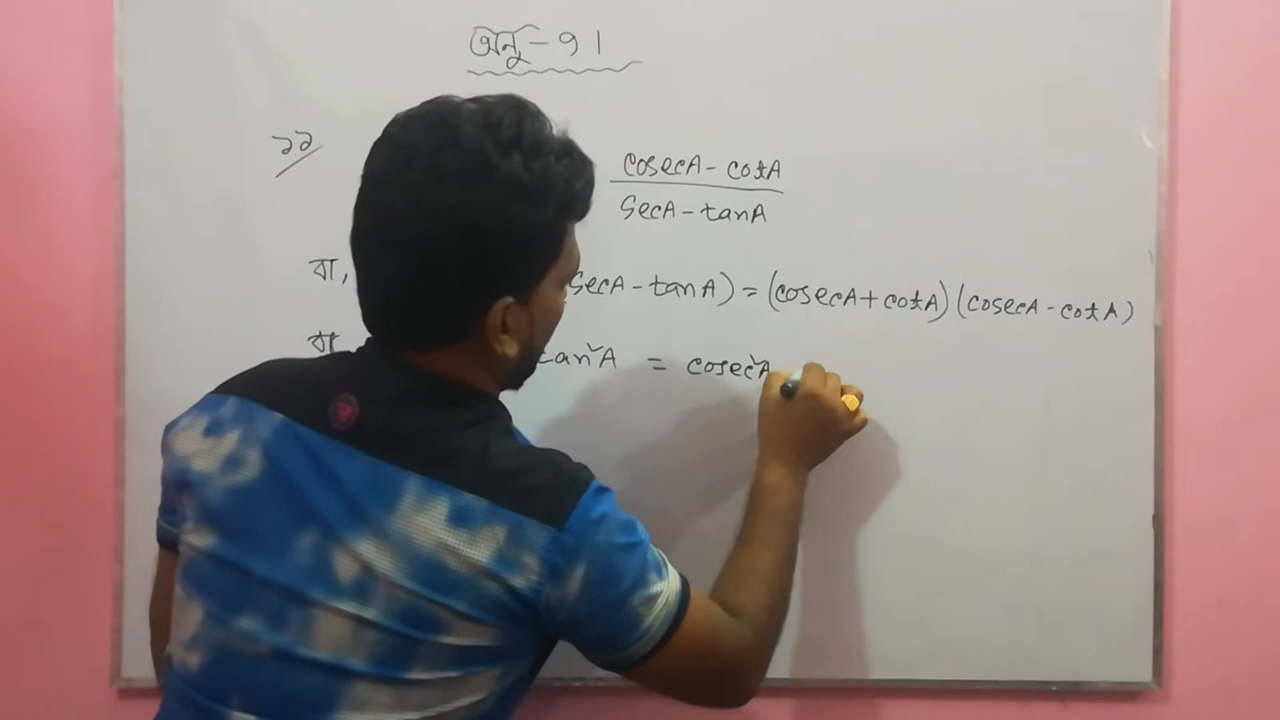 অনু - ৭।
১১
cosecA - cotA
secA - tanA
বা, secA - tanA) = (cosecA + cotA) (cosecA - cotA)
বা tan²A = cosec²A